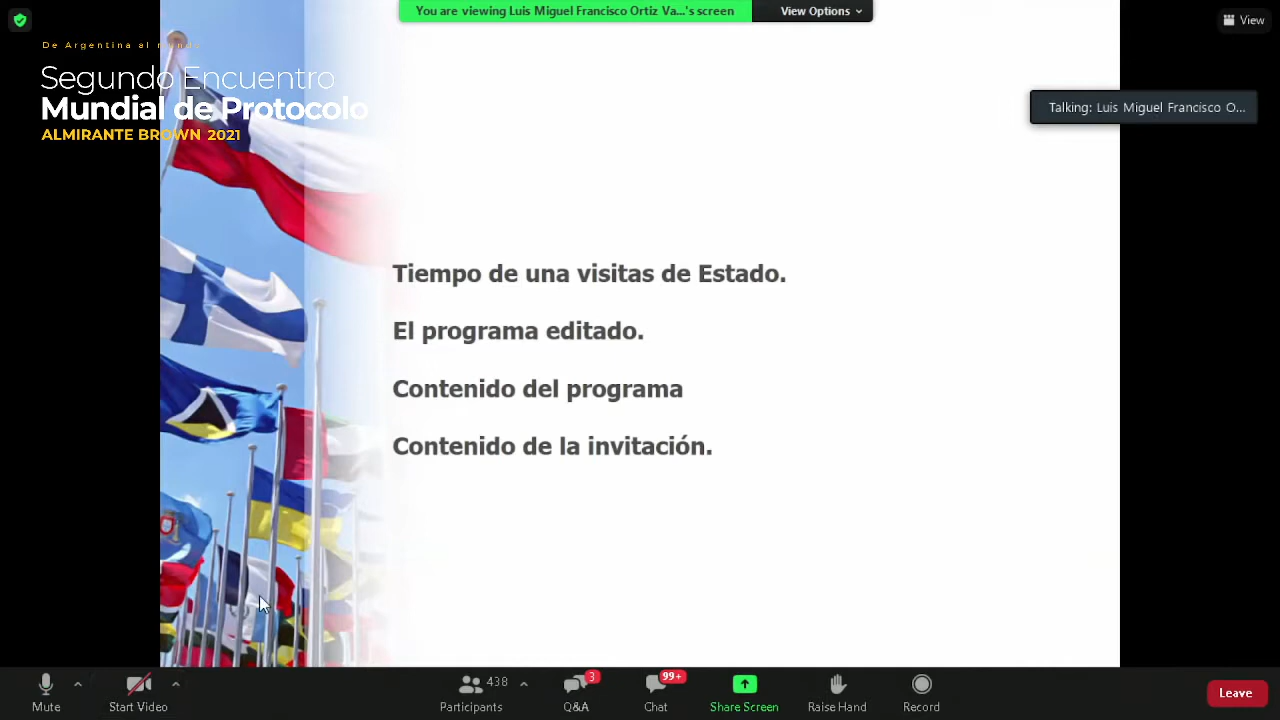 You are viewing Luis Miguel Francisco Ortiz Va...'s screen
View Options
View
De Argentina al mundo
Segundo Encuentro
Mundial de Protocolo
ALMIRANTE BROWN 2021
Talking: Luis Miguel Francisco O...
Tiempo de una visitas de Estado.
El programa editado.
Contenido del programa
Contenido de la invitación.
Mute
Start Video
438
Participants
3
Q&A
99+
Chat
Share Screen
Raise Hand
Record
Leave